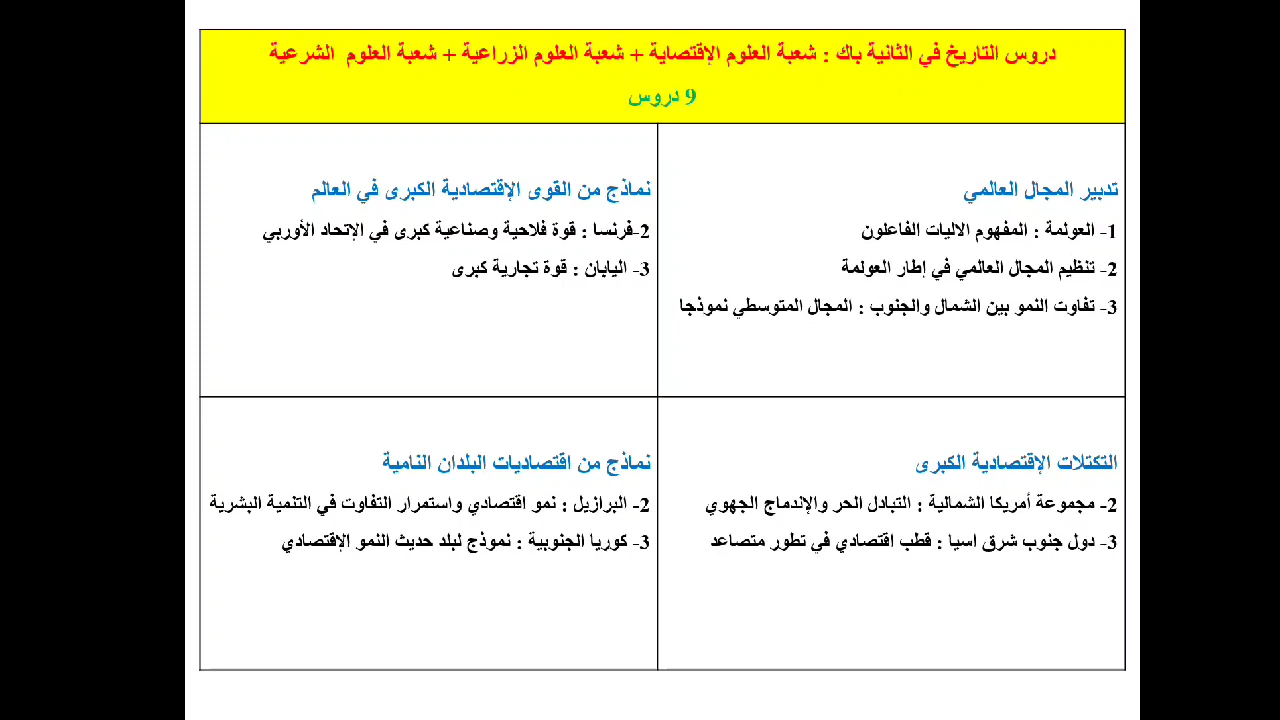 دروس التاريخ في الثانية باك : شعبة العلوم الإقتصاية + شعبة العلوم الزراعية + شعبة العلوم الشرعية
9 دروس
تدبير المجال العالمي
1- العولمة : المفهوم الاليات الفاعلون
2- تنظيم المجال العالمي في إطار العولمة
3- تفاوت النمو بين الشمال والجنوب : المجال المتوسطي نموذجا
نماذج من القوى الإقتصادية الكبرى في العالم
2-فرنسا : قوة فلاحية وصناعية كبرى في الإتحاد الأوربي
3- اليابان : قوة تجارية كبرى
التكتلات الإقتصادية الكبرى
2- مجموعة أمريكا الشمالية : التبادل الحر والإندماج الجهوي
3- دول جنوب شرق اسيا : قطب اقتصادي في تطور متصاعد
نماذج من اقتصاديات البلدان النامية
2- البرازيل : نمو اقتصادي واستمرار التفاوت في التنمية البشرية
3- كوريا الجنوبية : نموذج لبلد حديث النمو الإقتصادي